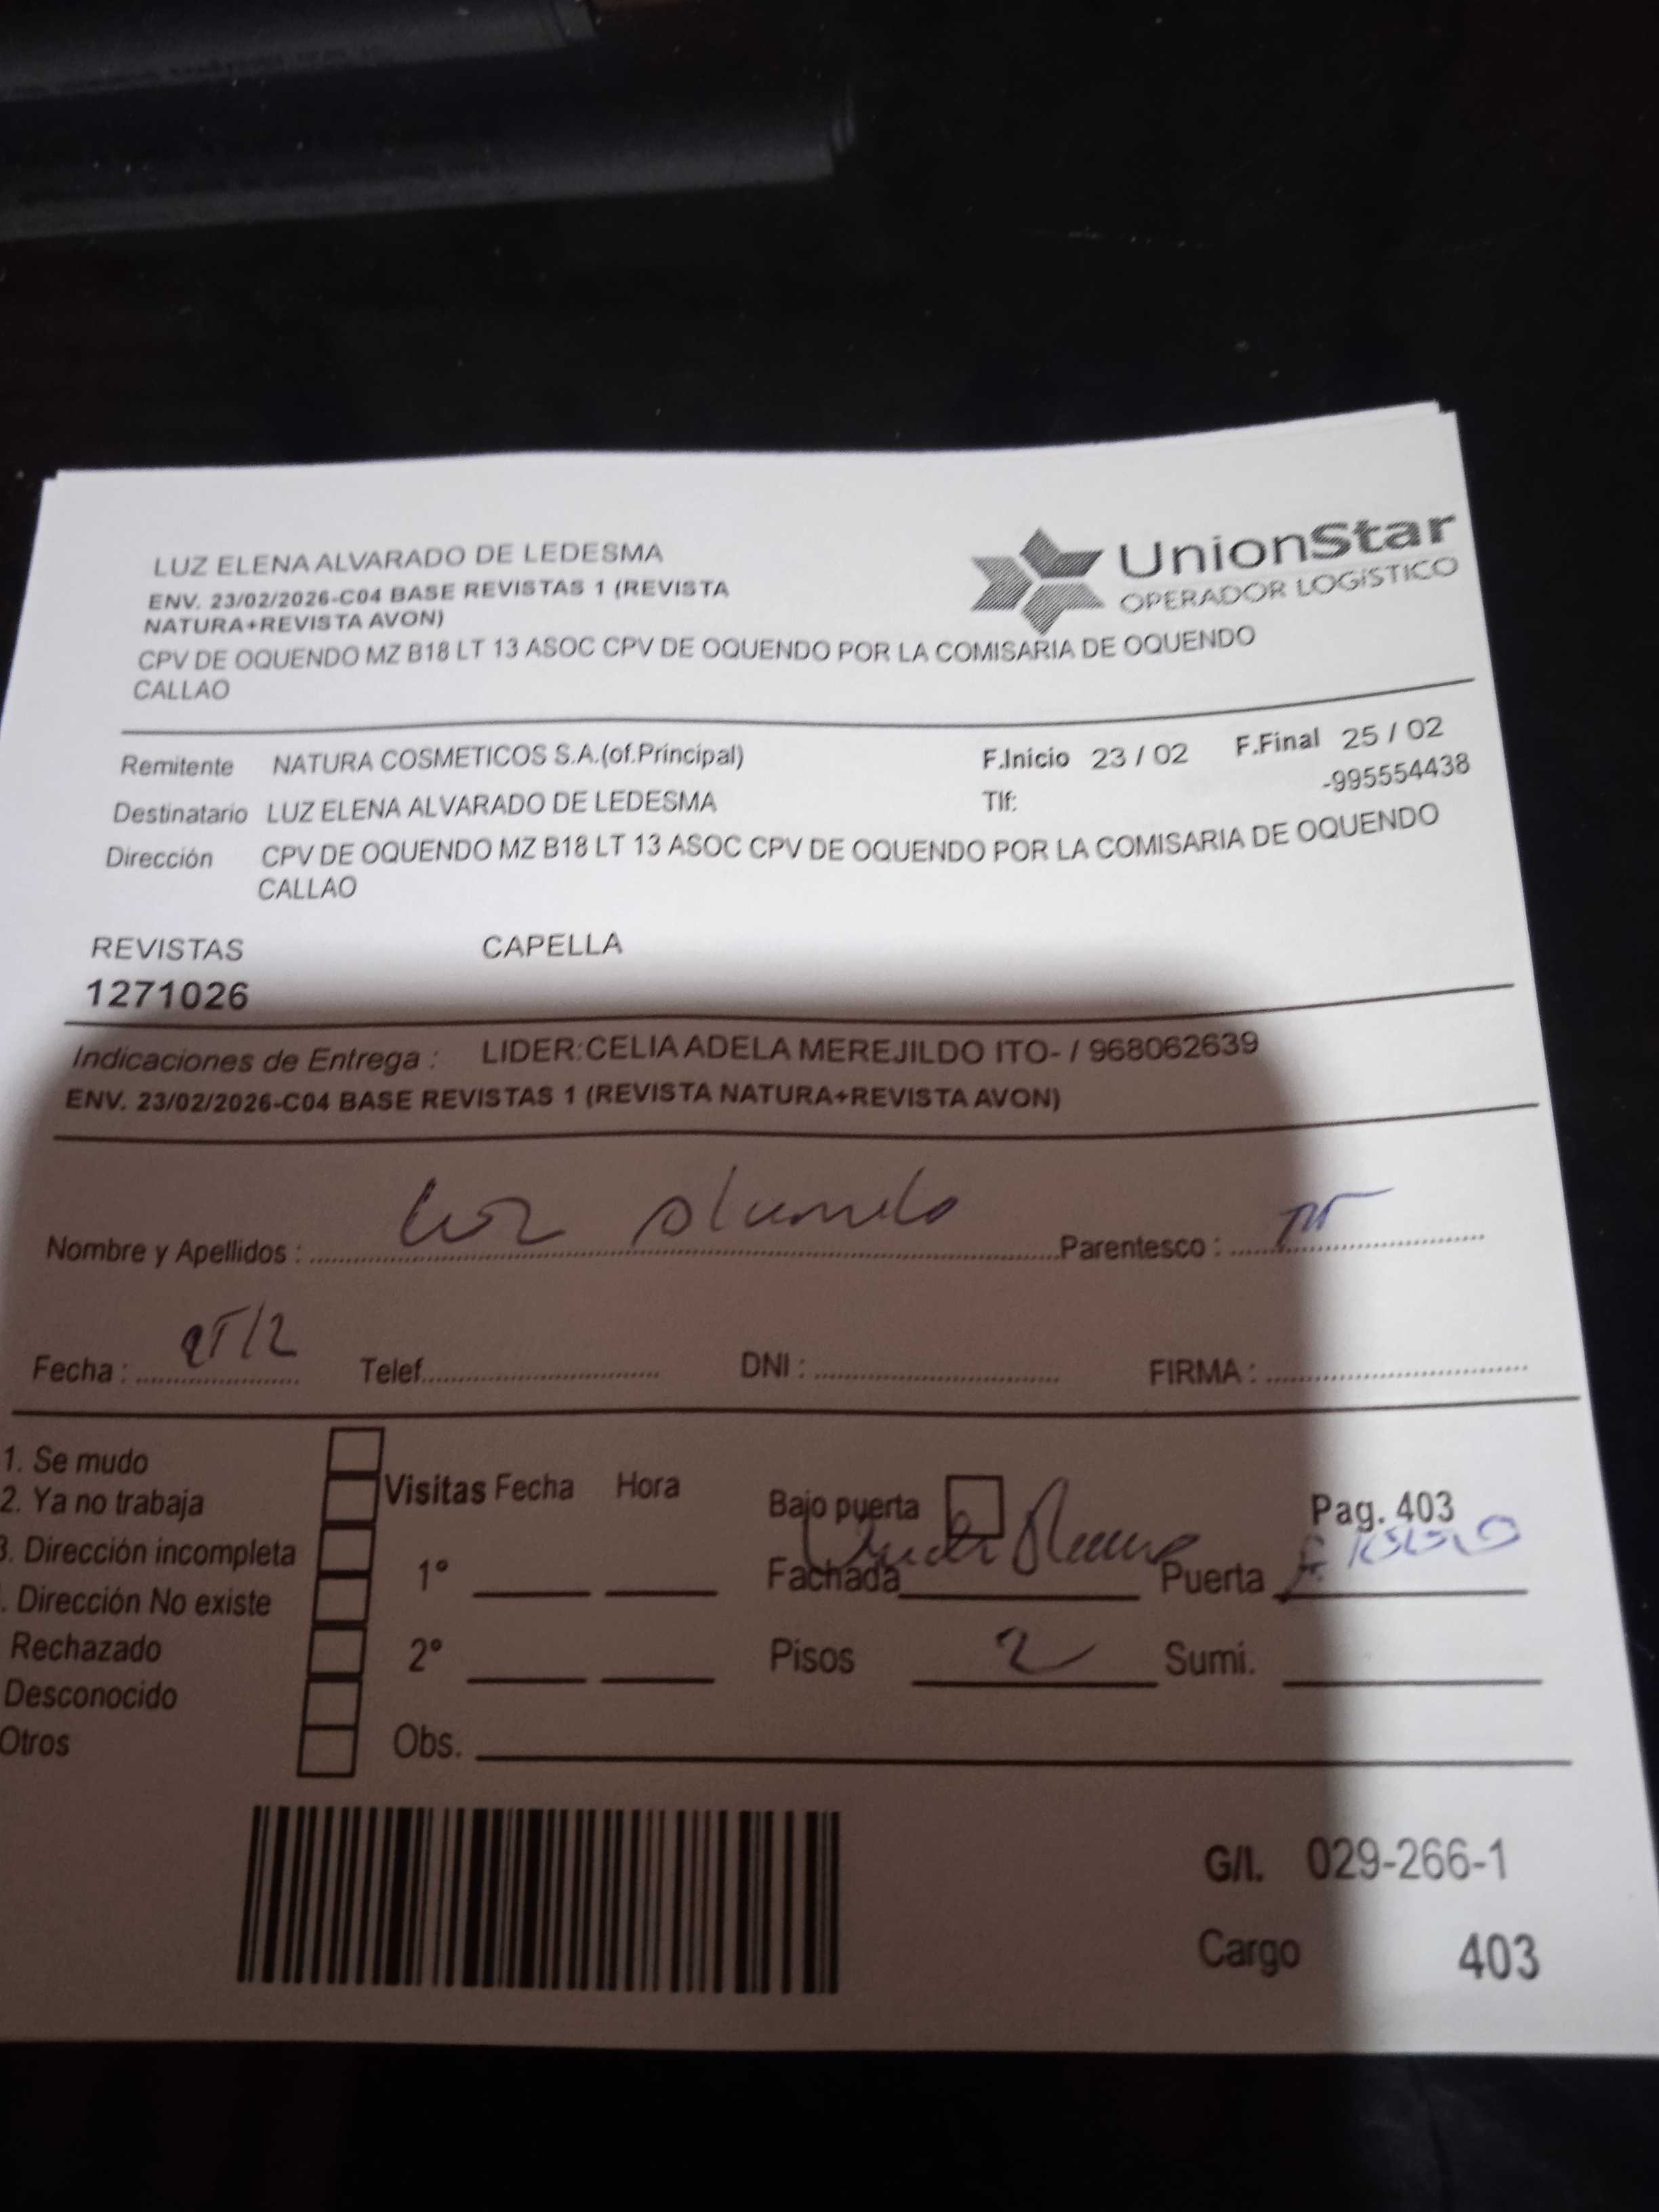 LUZ ELENA ALVARADO DE LEDESMA
UnionStar
OPERADOR LOGÍSTICO
ENV. 23/02/2026-C04 BASE REVISTAS 1 (REVISTA
NATURA+REVISTA AVON)
CPV DE OQUENDO MZ B18 LT 13 ASOC CPV DE OQUENDO POR LA COMISARIA DE OQUENDO
CALLAO
Remitente NATURA COSMETICOS S.A.(of.Principal) F.Inicio 23 / 02 F.Final 25 / 02
Destinatario LUZ ELENA ALVARADO DE LEDESMA Tlf: -995554438
Dirección CPV DE OQUENDO MZ B18 LT 13 ASOC CPV DE OQUENDO POR LA COMISARIA DE OQUENDO
CALLAO
REVISTAS CAPELLA
1271026
Indicaciones de Entrega : LIDER:CELIA ADELA MEREJILDO ITO- / 968062639
ENV. 23/02/2026-C04 BASE REVISTAS 1 (REVISTA NATURA+REVISTA AVON)
Nombre y Apellidos : Luz Parentesco :
Fecha : Telef. DNI : FIRMA :
1. Se mudo
2. Ya no trabaja
3. Dirección incompleta
. Dirección No existe
Rechazado
Desconocido
Otros
Visitas Fecha Hora
1°
2°
Obs.
Bajo puerta Pag. 403
Fachada Puerta
Pisos 2 Sumi.
G/I. 029-266-1
Cargo 403